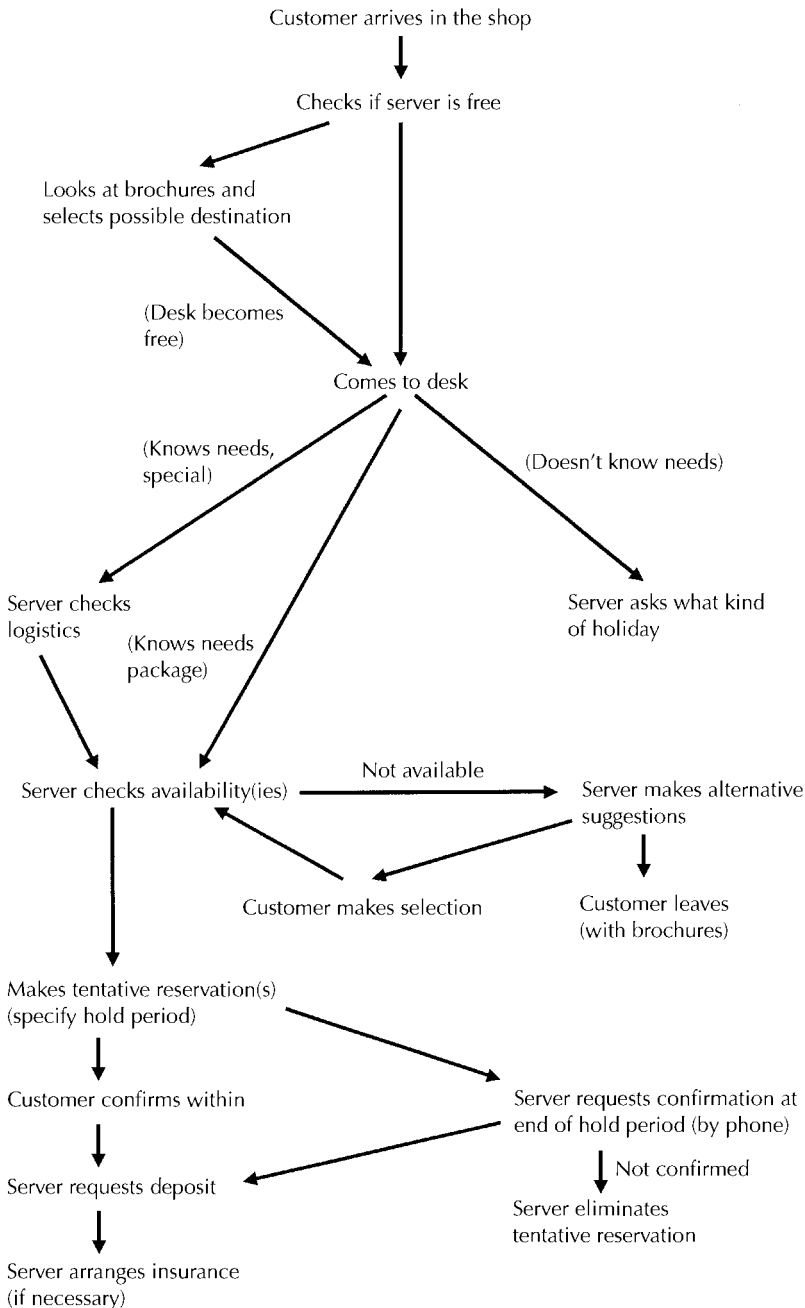 Customer arrives in the shop
Checks if server is free
Looks at brochures and
selects possible destination
(Desk becomes
free)
Comes to desk
(Knows needs,
special)
(Doesn't know needs)
Server checks
logistics
(Knows needs
package)
Server asks what kind
of holiday
Server checks availability(ies)
Not available
Server makes alternative
suggestions
Customer makes selection
Customer leaves
(with brochures)
Makes tentative reservation(s)
(specify hold period)
Customer confirms within
Server requests confirmation at
end of hold period (by phone)
Not confirmed
Server requests deposit
Server eliminates
tentative reservation
Server arranges insurance
(if necessary)